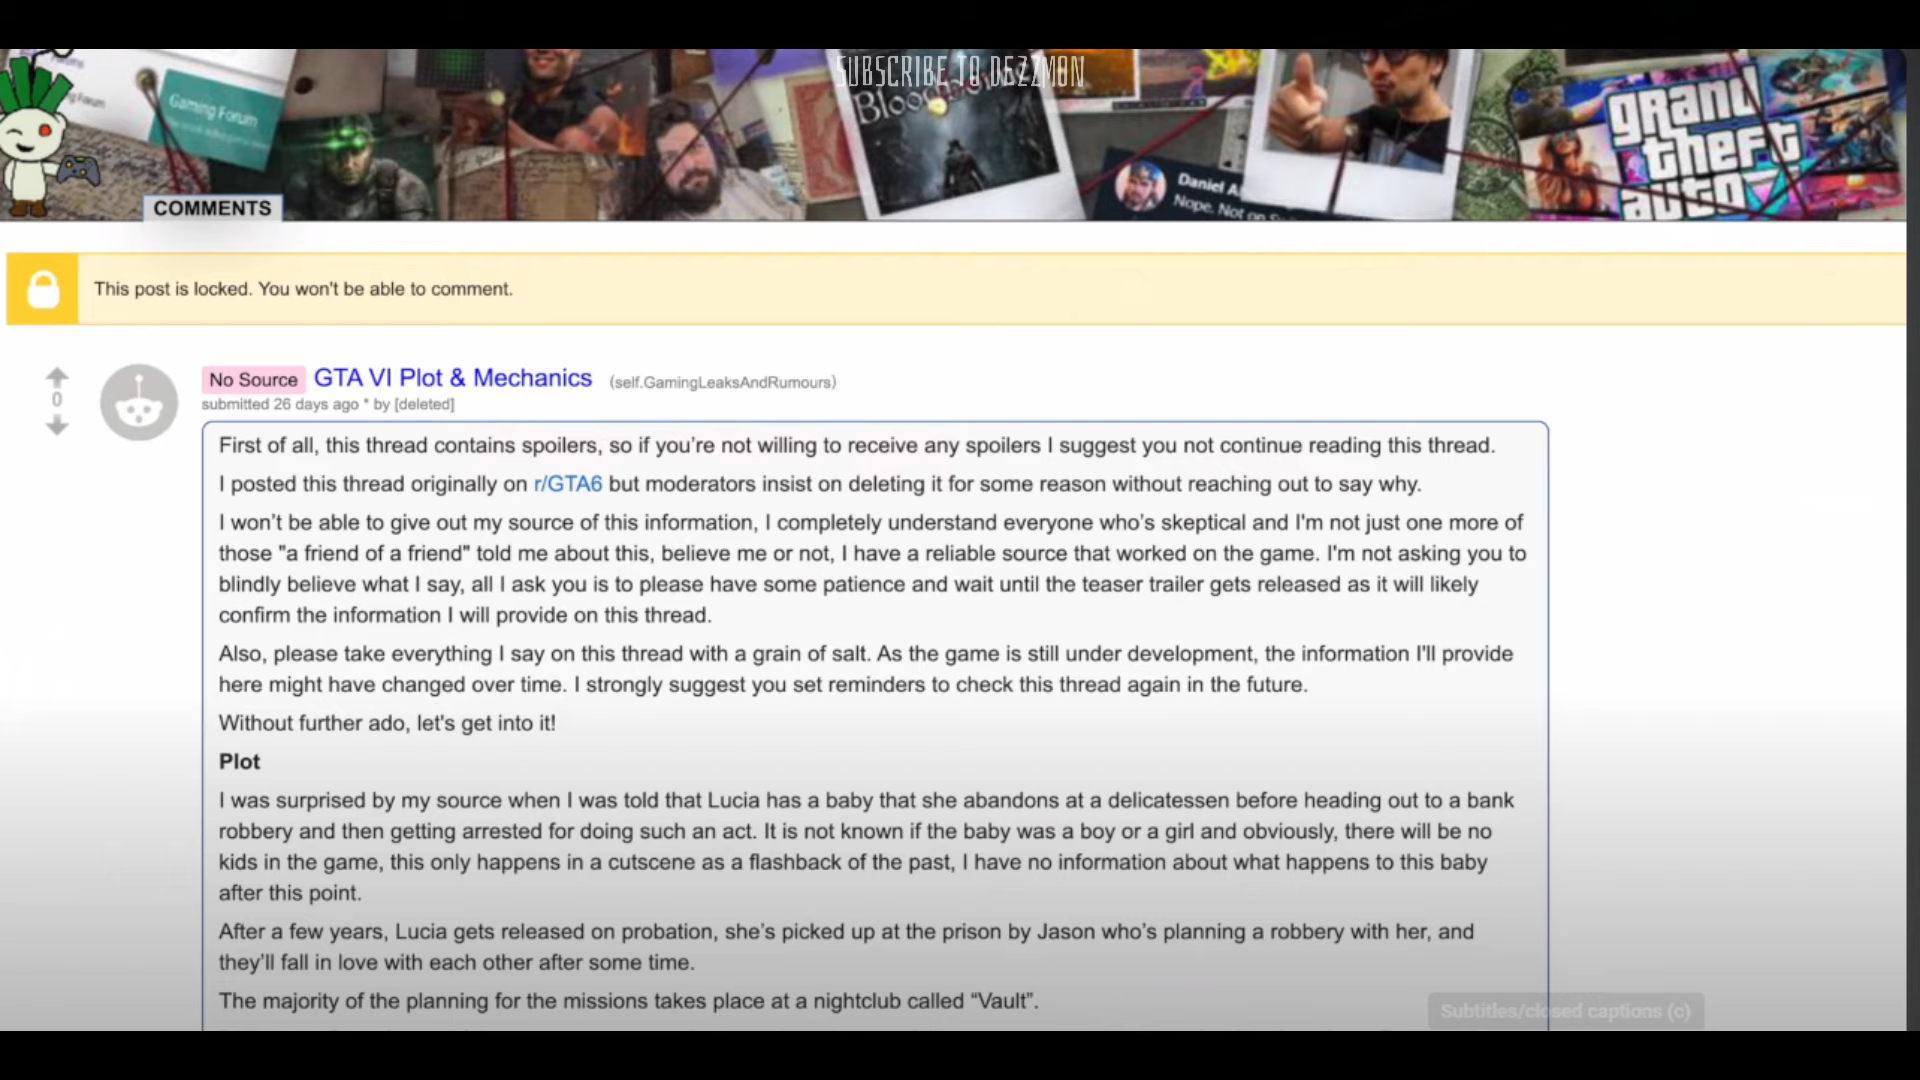 SUBSCRIBE TO DEZZMON
Gaming Forum
grand
theft
auto
Daniel A
Nope. Not on
COMMENTS
This post is locked. You won't be able to comment.
0
No Source GTA VI Plot & Mechanics (self.GamingLeaksAndRumours)
submitted 26 days ago * by [deleted]
First of all, this thread contains spoilers, so if you’re not willing to receive any spoilers I suggest you not continue reading this thread.
I posted this thread originally on r/GTA6 but moderators insist on deleting it for some reason without reaching out to say why.
I won’t be able to give out my source of this information, I completely understand everyone who’s skeptical and I'm not just one more of
those "a friend of a friend" told me about this, believe me or not, I have a reliable source that worked on the game. I'm not asking you to
blindly believe what I say, all I ask you is to please have some patience and wait until the teaser trailer gets released as it will likely
confirm the information I will provide on this thread.
Also, please take everything I say on this thread with a grain of salt. As the game is still under development, the information I'll provide
here might have changed over time. I strongly suggest you set reminders to check this thread again in the future.
Without further ado, let's get into it!
Plot
I was surprised by my source when I was told that Lucia has a baby that she abandons at a delicatessen before heading out to a bank
robbery and then getting arrested for doing such an act. It is not known if the baby was a boy or a girl and obviously, there will be no
kids in the game, this only happens in a cutscene as a flashback of the past, I have no information about what happens to this baby
after this point.
After a few years, Lucia gets released on probation, she’s picked up at the prison by Jason who’s planning a robbery with her, and
they’ll fall in love with each other after some time.
The majority of the planning for the missions takes place at a nightclub called “Vault”.
Subtitles/closed captions (c)